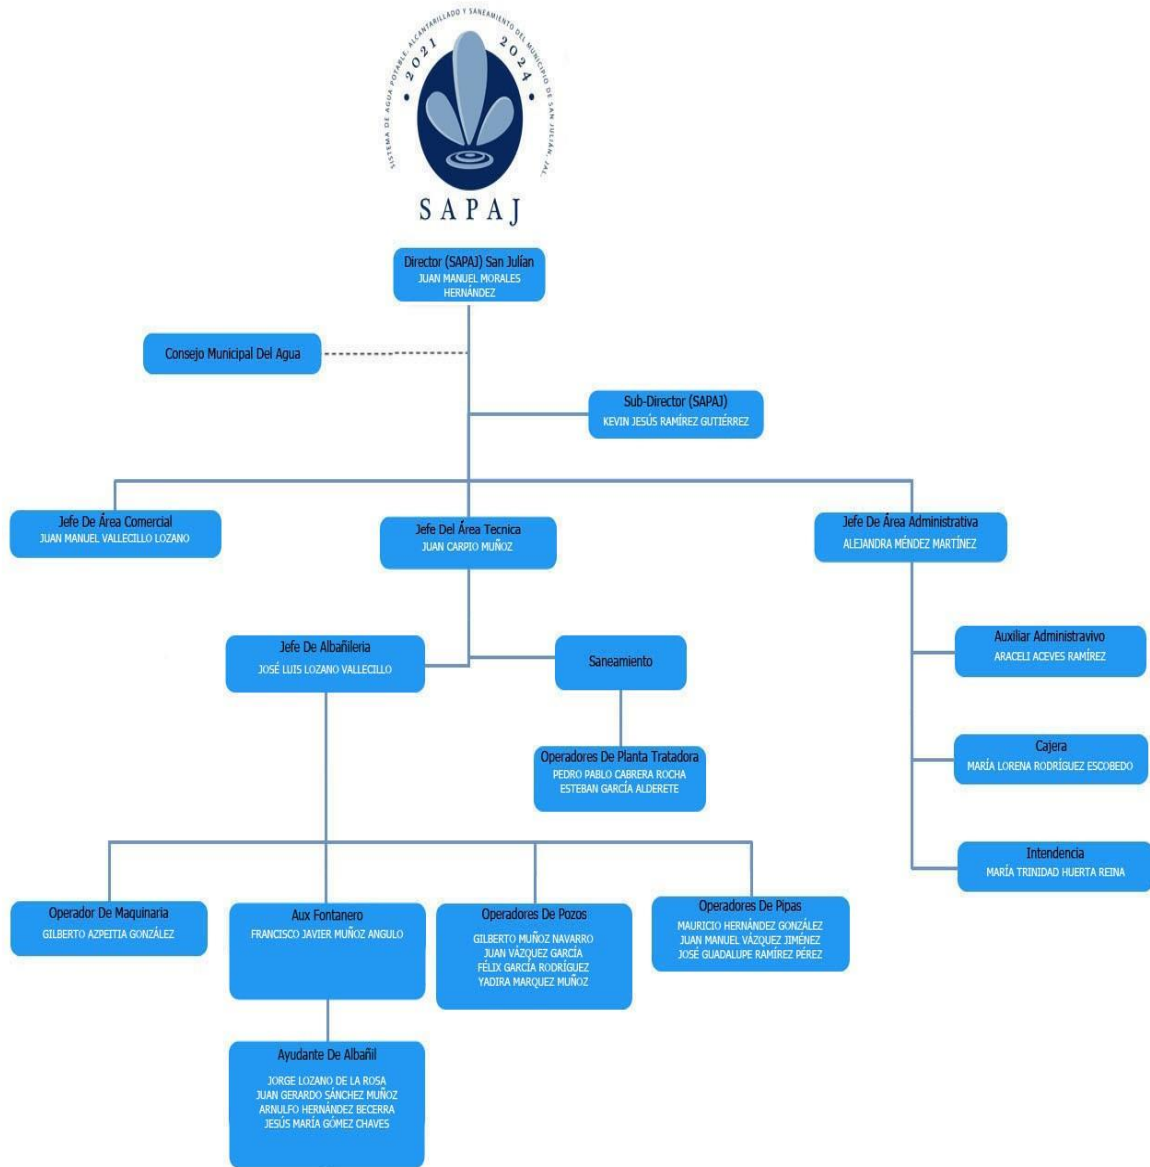 SISTEMA DE AGUA POTABLE, ALCANTARILLADO Y SANEAMIENTO DEL MUNICIPIO DE SAN JULIÁN, JAL.
• 2021 2024 •
SAPAJ
Director (SAPAJ) San Julían
JUAN MANUEL MORALES
HERNÁNDEZ
Consejo Municipal Del Agua
Sub-Director (SAPAJ)
KEVIN JESÚS RAMÍREZ GUTIÉRREZ
Jefe De Área Comercial
JUAN MANUEL VALLECILLO LOZANO
Jefe Del Área Tecnica
JUAN CARPIO MUÑOZ
Jefe De Área Administrativa
ALEJANDRA MÉNDEZ MARTÍNEZ
Jefe De Albañileria
JOSÉ LUIS LOZANO VALLECILLO
Saneamiento
Auxiliar Administravivo
ARACELI ACEVES RAMÍREZ
Operadores De Planta Tratadora
PEDRO PABLO CABRERA ROCHA
ESTEBAN GARCÍA ALDERETE
Cajera
MARÍA LORENA RODRÍGUEZ ESCOBEDO
Intendencia
MARÍA TRINIDAD HUERTA REINA
Operador De Maquinaria
GILBERTO AZPEITIA GONZÁLEZ
Aux Fontanero
FRANCISCO JAVIER MUÑOZ ANGULO
Operadores De Pozos
GILBERTO MUÑOZ NAVARRO
JUAN VÁZQUEZ GARCÍA
FÉLIX GARCÍA RODRÍGUEZ
YADIRA MARQUEZ MUÑOZ
Operadores De Pipas
MAURICIO HERNÁNDEZ GONZÁLEZ
JUAN MANUEL VÁZQUEZ JIMÉNEZ
JOSÉ GUADALUPE RAMÍREZ PÉREZ
Ayudante De Albañil
JORGE LOZANO DE LA ROSA
JUAN GERARDO SÁNCHEZ MUÑOZ
ARNULFO HERNÁNDEZ BECERRA
JESÚS MARÍA GÓMEZ CHAVES